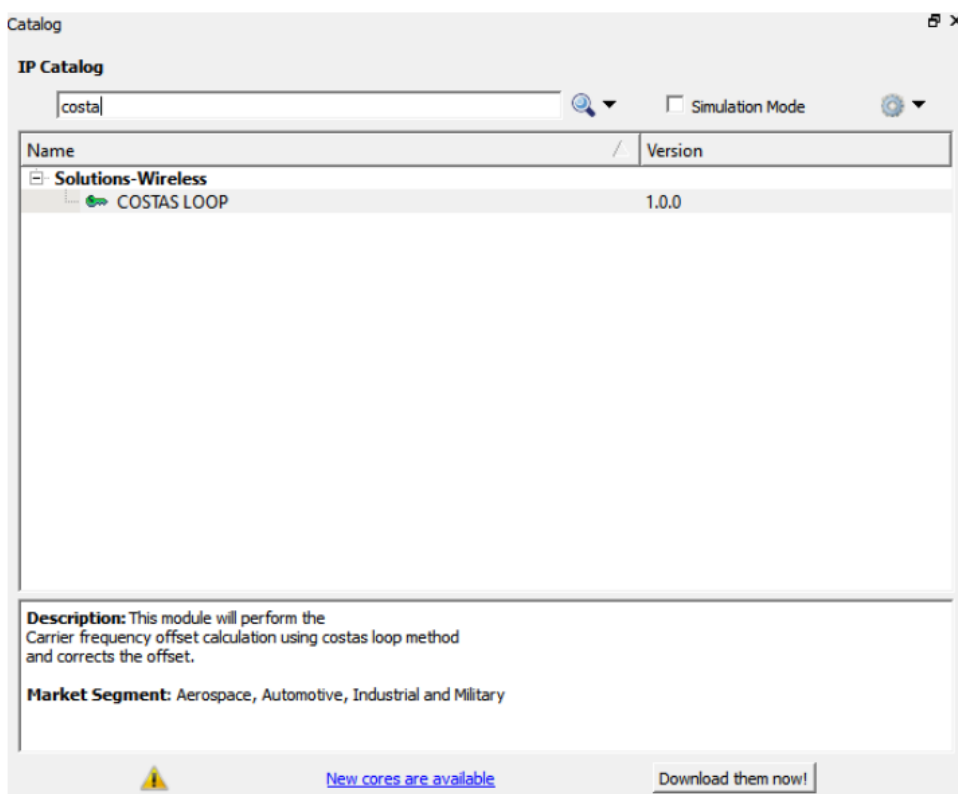 Catalog
IP Catalog
costa
Simulation Mode
Name Version
Solutions-Wireless
COSTAS LOOP 1.0.0
Description: This module will perform the
Carrier frequency offset calculation using costas loop method
and corrects the offset.
Market Segment: Aerospace, Automotive, Industrial and Military
New cores are available Download them now!